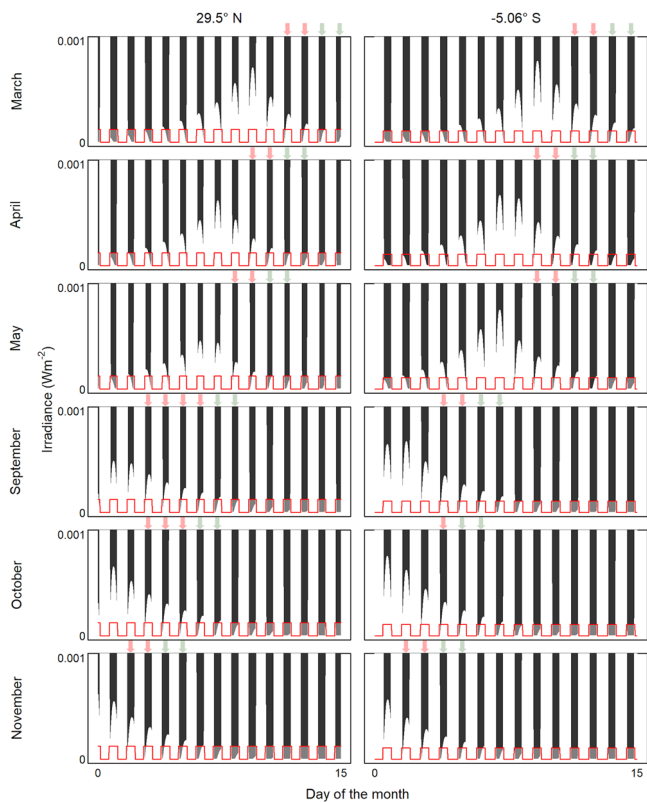 29.5° N -5.06° S
March
0.001
0
April
0.001
0
May
0.001
0
Irradiance (Wm-2)
September
0.001
0
October
0.001
0
November
0.001
0
0 15 0 15
Day of the month